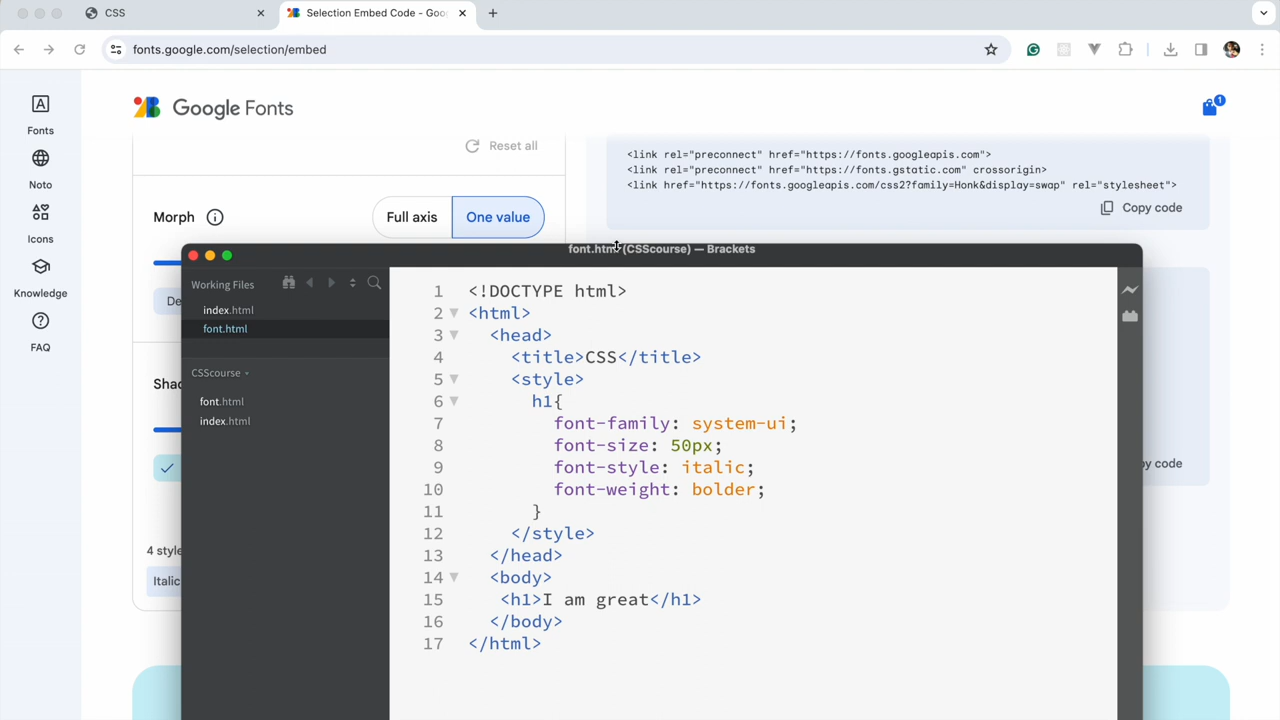 CSS
Selection Embed Code - Goo
fonts.google.com/selection/embed
Fonts
Noto
Icons
Knowledge
FAQ
Google Fonts
1
Reset all
Morph
Full axis
One value
De
Shad
4 style
Italic
<link rel="preconnect" href="https://fonts.googleapis.com">
<link rel="preconnect" href="https://fonts.gstatic.com" crossorigin>
<link href="https://fonts.googleapis.com/css2?family=Honk&display=swap" rel="stylesheet">
Copy code
py code
font.html (CSScourse) — Brackets
Working Files
index.html
font.html
CSScourse
font.html
index.html
1 <!DOCTYPE html>
2 <html>
3 <head>
4 <title>CSS</title>
5 <style>
6 h1{
7 font-family: system-ui;
8 font-size: 50px;
9 font-style: italic;
10 font-weight: bolder;
11 }
12 </style>
13 </head>
14 <body>
15 <h1>I am great</h1>
16 </body>
17 </html>